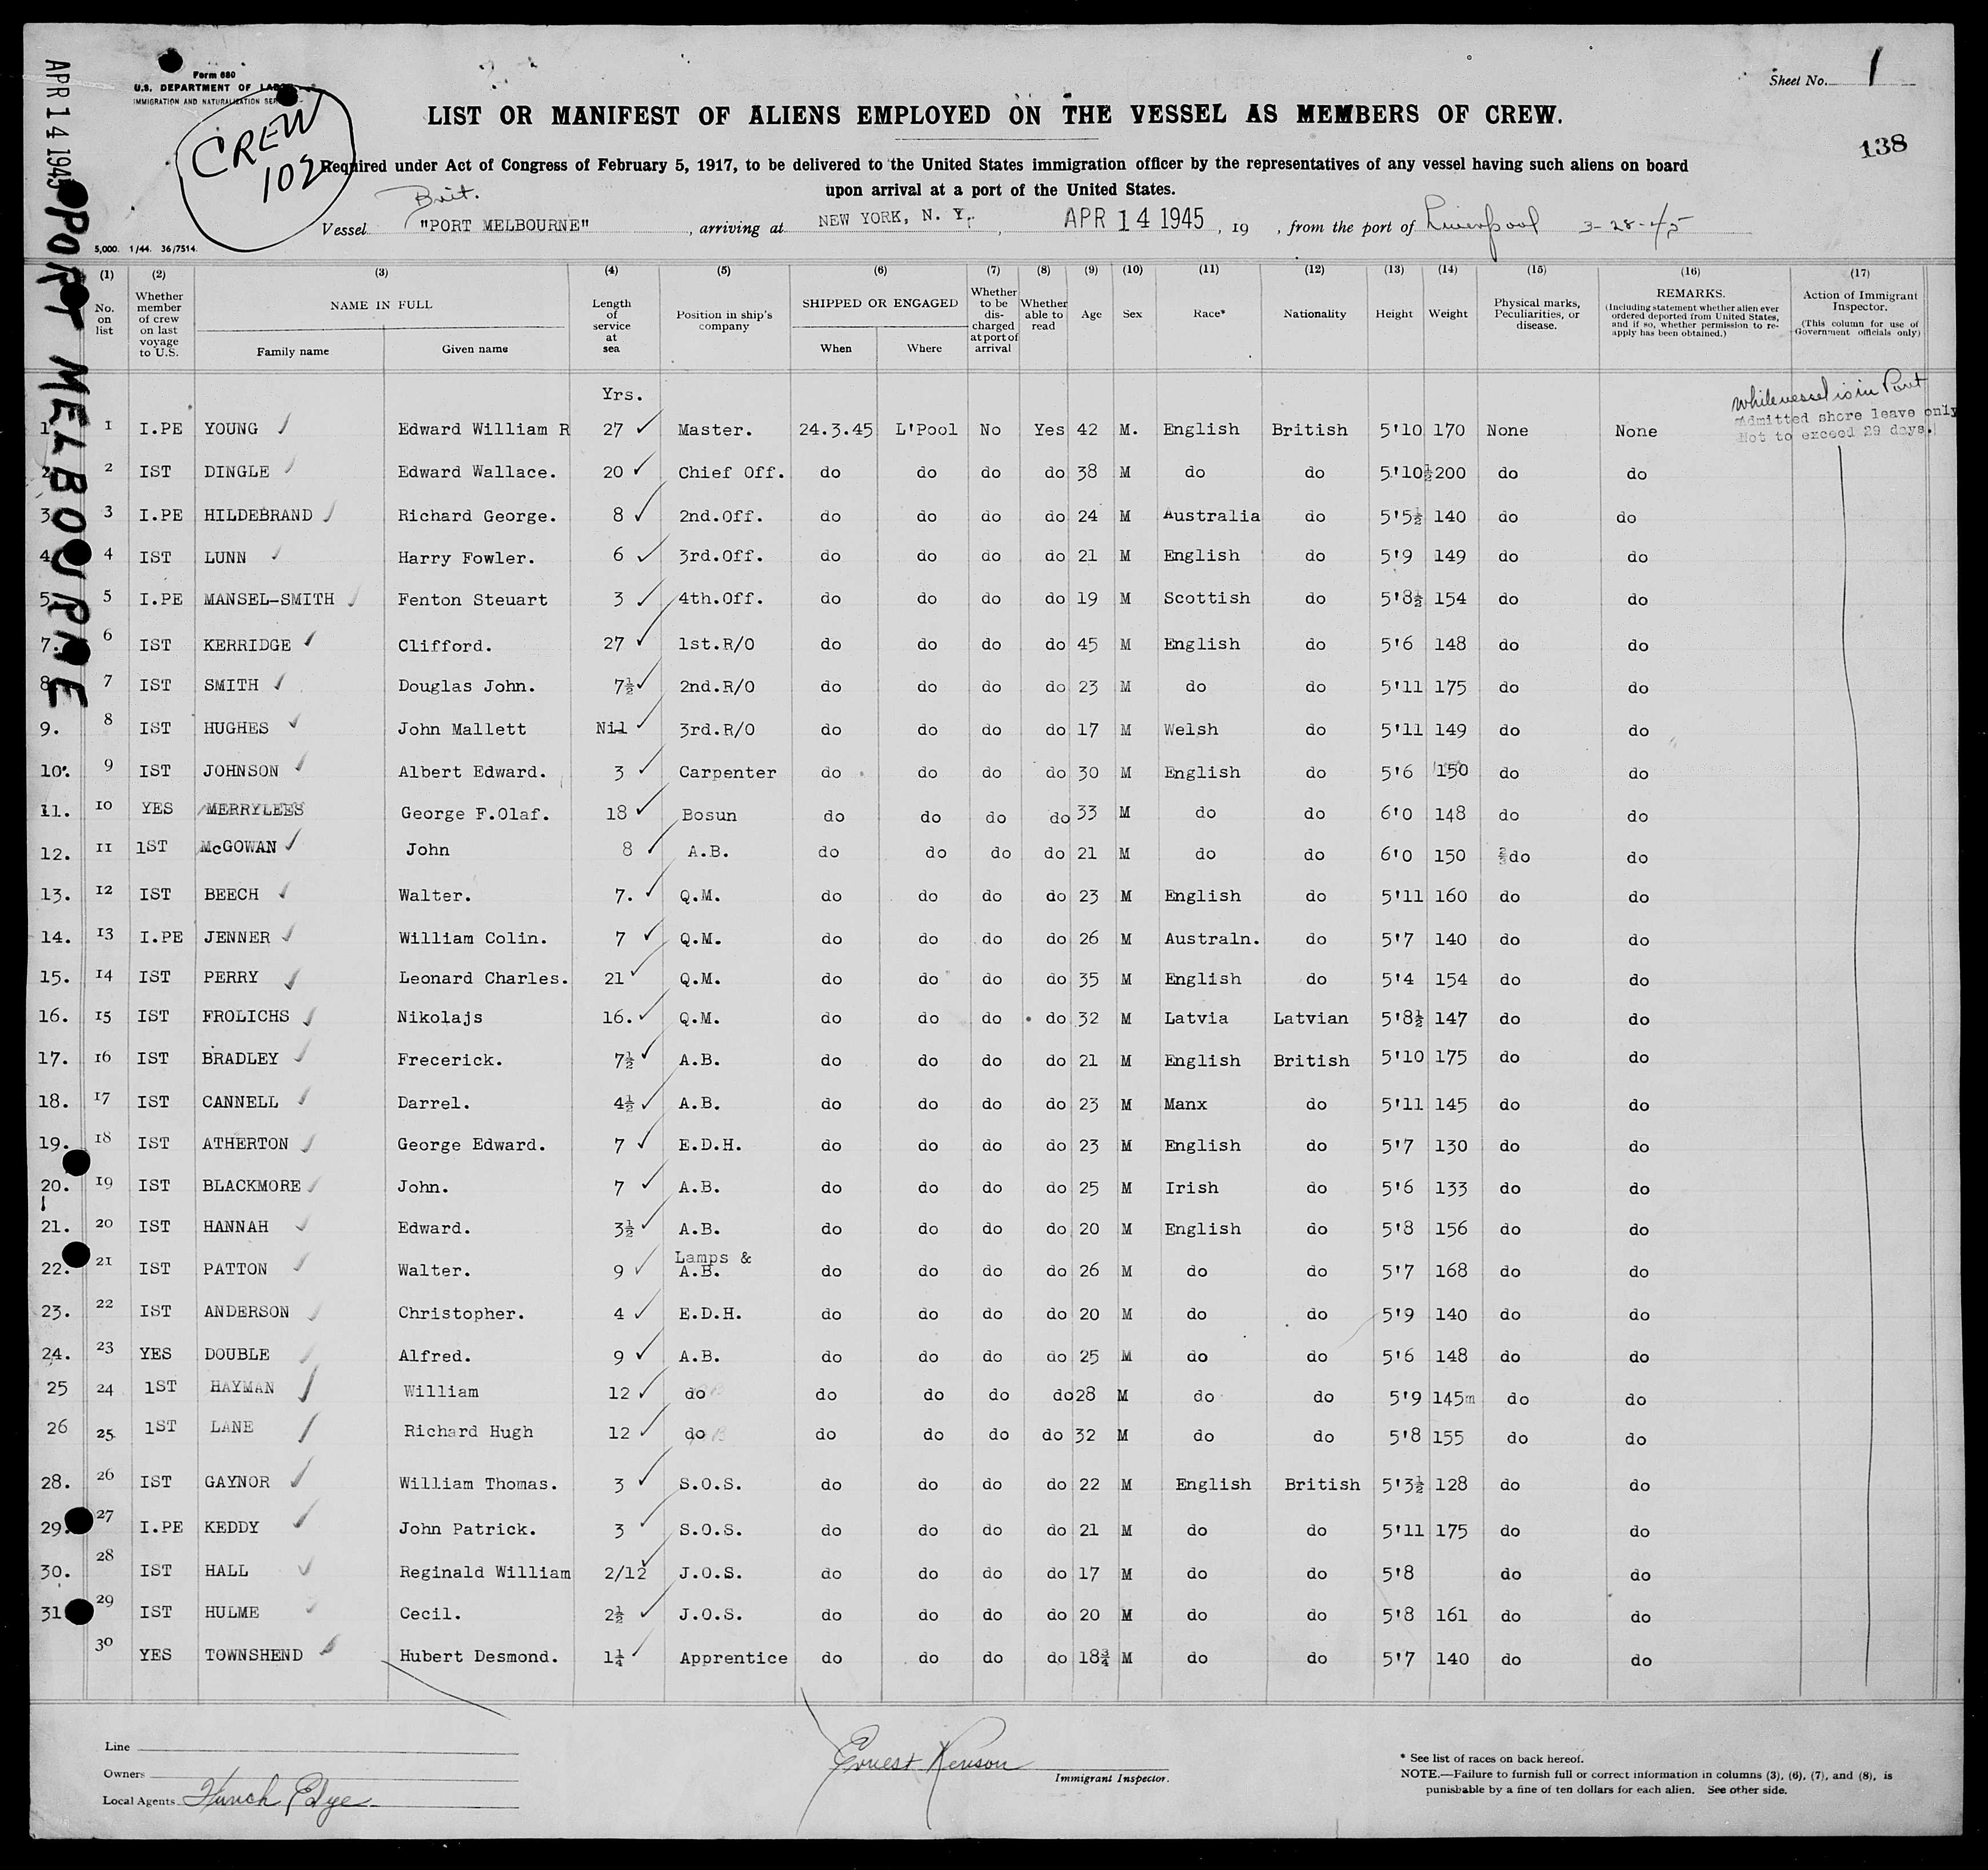 APR 14 1945
PORT MELBOURNE
Form 680
U.S. DEPARTMENT OF LABOR
IMMIGRATION AND NATURALIZATION SER
CREW
102
Sheet No. 1
138
LIST OR MANIFEST OF ALIENS EMPLOYED ON THE VESSEL AS MEMBERS OF CREW.
Required under Act of Congress of February 5, 1917, to be delivered to the United States immigration officer by the representatives of any vessel having such aliens on board
upon arrival at a port of the United States.
Brit.
Vessel "PORT MELBOURNE", arriving at NEW YORK, N. Y., APR 14 1945, 19 , from the port of Liverpool 3-28-45
5,000. 1/44. 36/7514.
(1) (2) (3) (4) (5) (6) (7) (8) (9) (10) (11) (12) (13) (14) (15) (16) (17)
No. on list | Whether member of crew on last voyage to U.S. | NAME IN FULL Family name Given name | Length of service at sea | Position in ship's company | SHIPPED OR ENGAGED When Where | Whether to be discharged at port of arrival | Whether able to read | Age | Sex | Race* | Nationality | Height | Weight | Physical marks, Peculiarities, or disease. | REMARKS. (Including statement whether alien ever ordered deported from United States, and if so, whether permission to re-apply has been obtained.) | Action of Immigrant Inspector. (This column for use of Government officials only)
Yrs.
while vessel is in Port
Admitted shore leave only
Not to exceed 29 days.
1 1 I.PE YOUNG Edward William R 27 Master. 24.3.45 L'Pool No Yes 42 M. English British 5'10 170 None None
2 2 IST DINGLE Edward Wallace. 20 Chief Off. do do do do 38 M do do 5'10½ 200 do do
3 3 I.PE HILDEBRAND Richard George. 8 2nd.Off. do do do do 24 M Australia do 5'5½ 140 do do
4 4 IST LUNN Harry Fowler. 6 3rd.Off. do do do do 21 M English do 5'9 149 do do
5 5 I.PE MANSEL-SMITH Fenton Steuart 3 4th.Off. do do do do 19 M Scottish do 5'8½ 154 do do
7. 6 IST KERRIDGE Clifford. 27 1st.R/O do do do do 45 M English do 5'6 148 do do
8 7 IST SMITH Douglas John. 7½ 2nd.R/O do do do do 23 M do do 5'11 175 do do
9. 8 IST HUGHES John Mallett Nil 3rd.R/O do do do do 17 M Welsh do 5'11 149 do do
10. 9 IST JOHNSON Albert Edward. 3 Carpenter do do do do 30 M English do 5'6 150 do do
11. 10 YES MERRYLEES George F.Olaf. 18 Bosun do do do do 33 M do do 6'0 148 do do
12. 11 1ST McGOWAN John 8 A.B. do do do do 21 M do do 6'0 150 do do
13. 12 IST BEECH Walter. 7. Q.M. do do do do 23 M English do 5'11 160 do do
14. 13 I.PE JENNER William Colin. 7 Q.M. do do do do 26 M Australn. do 5'7 140 do do
15. 14 IST PERRY Leonard Charles. 21 Q.M. do do do do 35 M English do 5'4 154 do do
16. 15 IST FROLICHS Nikolajs 16. Q.M. do do do do 32 M Latvia Latvian 5'8½ 147 do do
17. 16 IST BRADLEY Frecerick. 7½ A.B. do do do do 21 M English British 5'10 175 do do
18. 17 IST CANNELL Darrel. 4½ A.B. do do do do 23 M Manx do 5'11 145 do do
19. 18 IST ATHERTON George Edward. 7 E.D.H. do do do do 23 M English do 5'7 130 do do
20. 19 IST BLACKMORE John. 7 A.B. do do do do 25 M Irish do 5'6 133 do do
21. 20 IST HANNAH Edward. 3½ A.B. do do do do 20 M English do 5'8 156 do do
22. 21 IST PATTON Walter. 9 Lamps & A.B. do do do do 26 M do do 5'7 168 do do
23. 22 IST ANDERSON Christopher. 4 E.D.H. do do do do 20 M do do 5'9 140 do do
24. 23 YES DOUBLE Alfred. 9 A.B. do do do do 25 M do do 5'6 148 do do
25 24 1ST HAYMAN William 12 do do do do do 28 M do do 5'9 145m do do
26 25 1ST LANE Richard Hugh 12 do do do do do 32 M do do 5'8 155 do do
28. 26 IST GAYNOR William Thomas. 3 S.O.S. do do do do 22 M English British 5'3½ 128 do do
29. 27 I.PE KEDDY John Patrick. 3 S.O.S. do do do do 21 M do do 5'11 175 do do
30. 28 IST HALL Reginald William 2/12 J.O.S. do do do do 17 M do do 5'8 do do
31 29 IST HULME Cecil. 2½ J.O.S. do do do do 20 M do do 5'8 161 do do
30 YES TOWNSHEND Hubert Desmond. 1¼ Apprentice do do do do 18¾ M do do 5'7 140 do do
Line
Owners
Local Agents Funch Edye
Ernest Renson
Immigrant Inspector.
* See list of races on back hereof.
NOTE.—Failure to furnish full or correct information in columns (3), (6), (7), and (8), is
punishable by a fine of ten dollars for each alien. See other side.